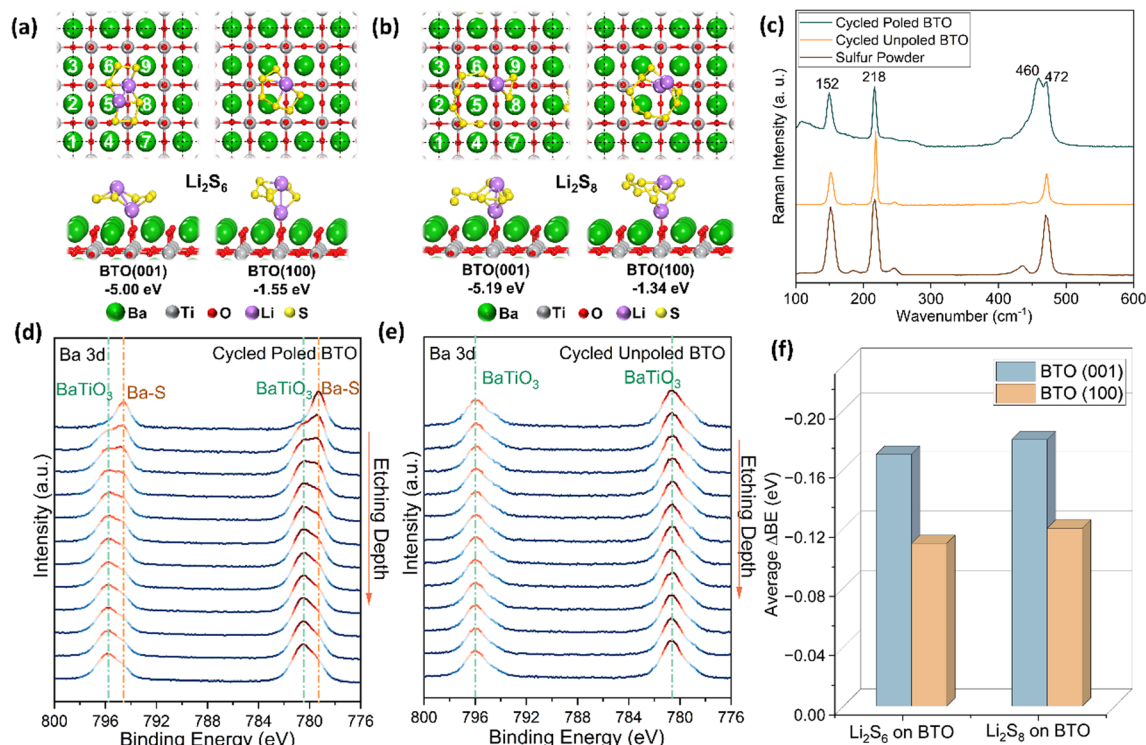 (a)
3 6 9
2 5 8
1 4 7
Li₂S₆
BTO(001)
-5.00 eV
BTO(100)
-1.55 eV
Ba Ti O Li S
(b)
3 6 9
2 5 8
1 4 7
Li₂S₈
BTO(001)
-5.19 eV
BTO(100)
-1.34 eV
Ba Ti O Li S
(c)
Cycled Poled BTO
Cycled Unpoled BTO
Sulfur Powder
152
218
460
472
Raman Intensity (a. u.)
100 200 300 400 500 600
Wavenumber (cm⁻¹)
(d)
Ba 3d
Cycled Poled BTO
BaTiO₃
Ba-S
BaTiO₃
Ba-S
Intensity (a.u.)
Etching Depth
800 796 792 788 784 780 776
Binding Energy (eV)
(e)
Ba 3d
Cycled Unpoled BTO
BaTiO₃
BaTiO₃
Intensity (a.u.)
Etching Depth
800 796 792 788 784 780 776
Binding Energy (eV)
(f)
BTO (001)
BTO (100)
Average ΔBE (eV)
−0.20
−0.16
−0.12
−0.08
−0.04
0.00
Li₂S₆ on BTO
Li₂S₈ on BTO